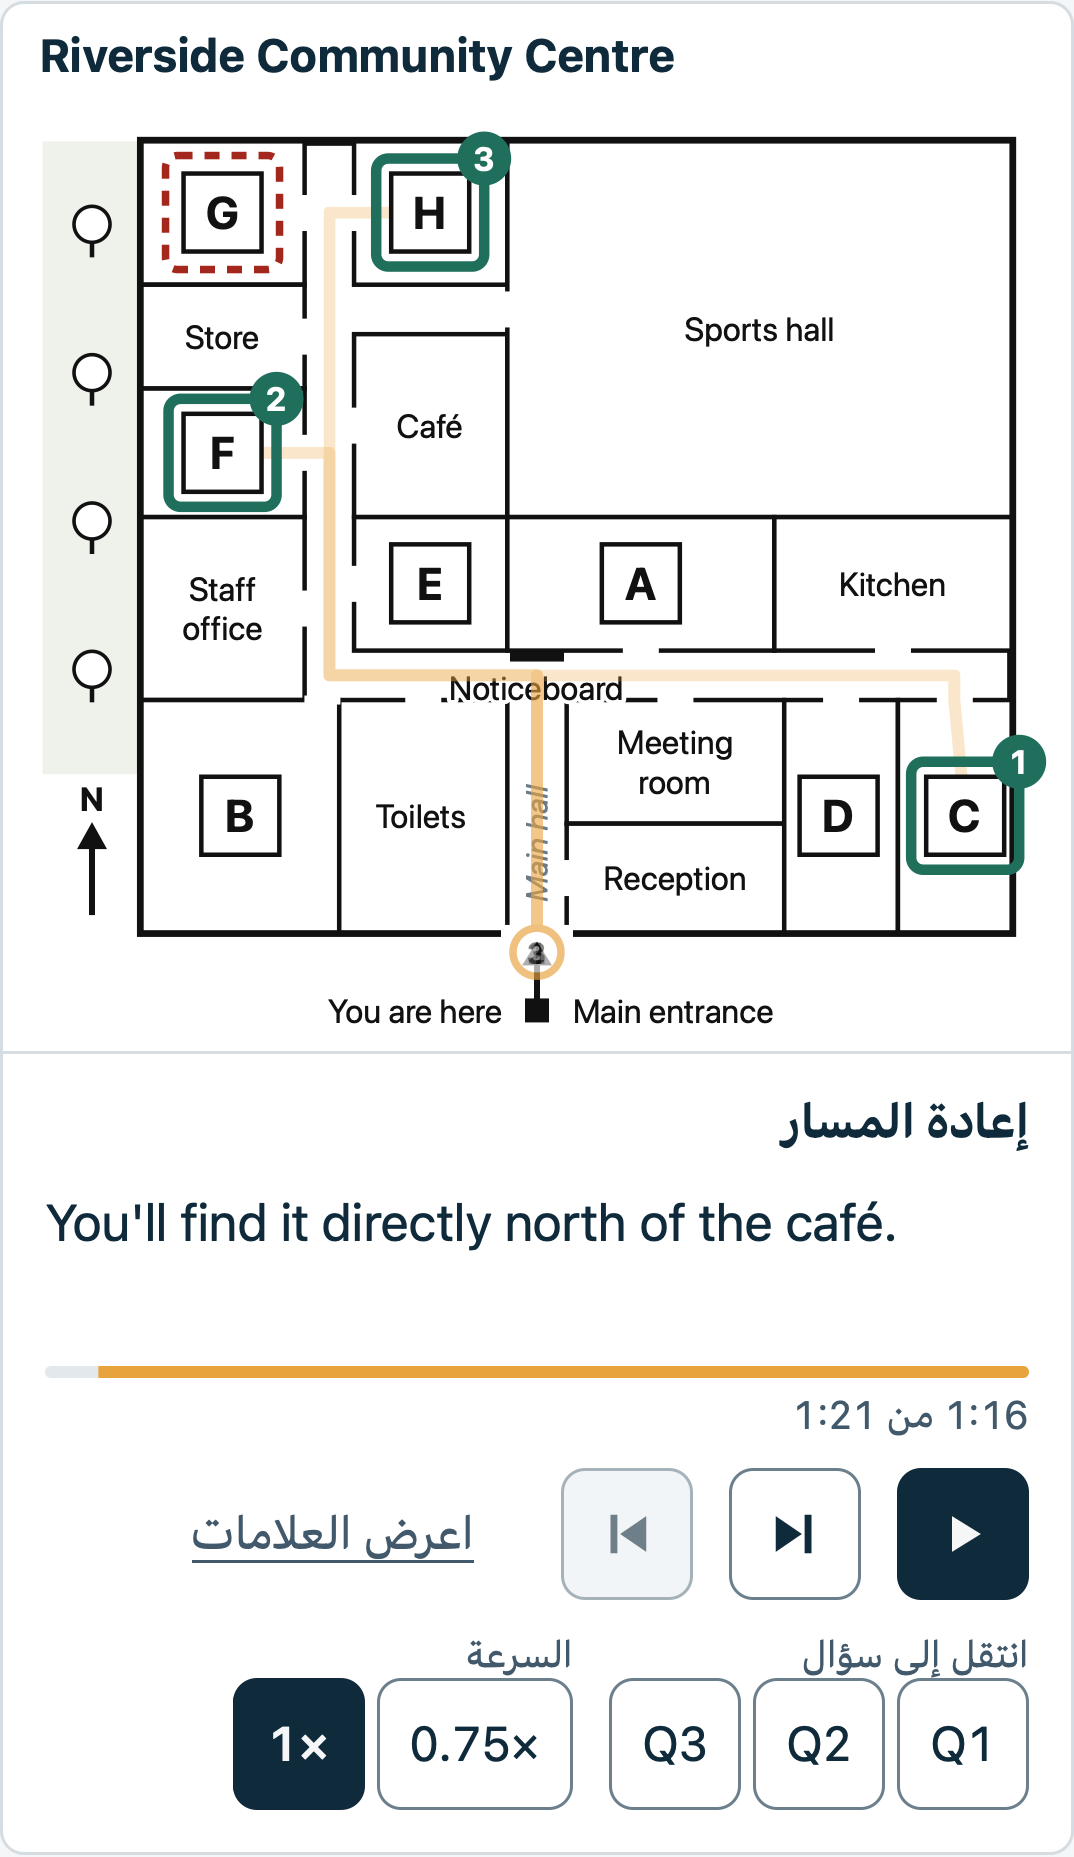 Riverside Community Centre
G
H
3
Store
Sports hall
2
F
Café
Staff
office
E
A
Kitchen
Noticeboard
Meeting
room
1
N
B
Toilets
Main hall
D
C
Reception
3
You are here
Main entrance
إعادة المسار
You'll find it directly north of the café.
1:16 من 1:21
اعرض العلامات
انتقل إلى سؤال
السرعة
Q1
Q2
Q3
0.75×
1×